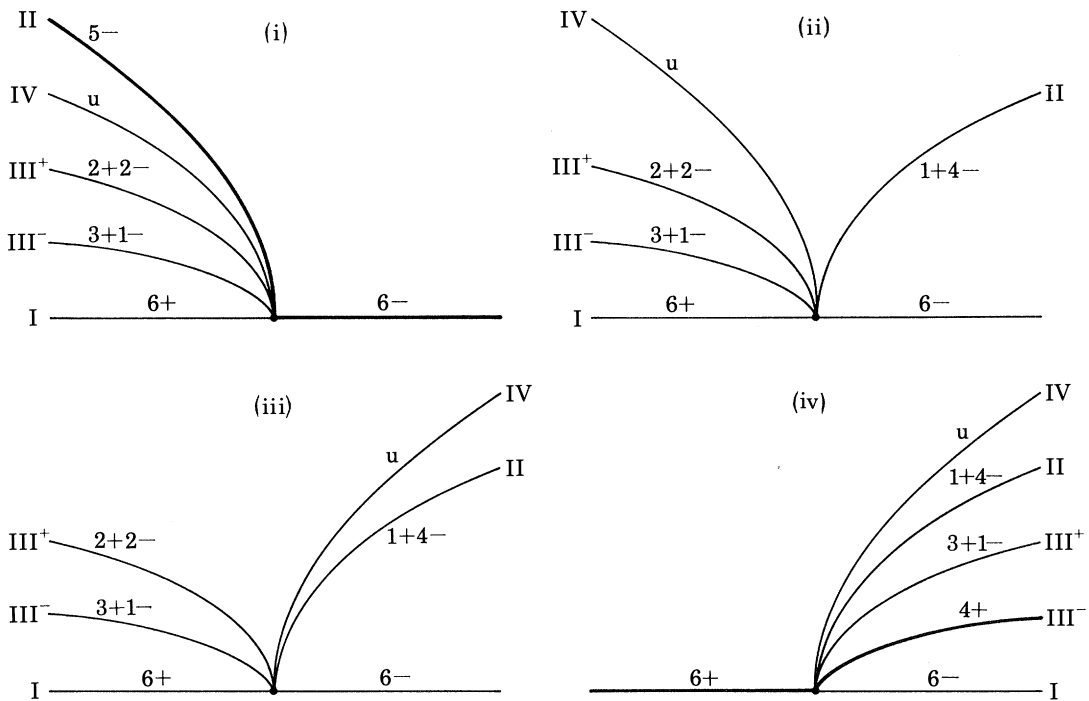 II 5− (i)
IV u
III⁺ 2+2−
III⁻ 3+1−
I 6+ 6−
IV u (ii)
II
III⁺ 2+2− 1+4−
III⁻ 3+1−
I 6+ 6−
(iii) IV
u
II
III⁺ 2+2− 1+4−
III⁻ 3+1−
I 6+ 6−
(iv) IV
u
1+4− II
3+1− III⁺
4+ III⁻
6+ 6− I